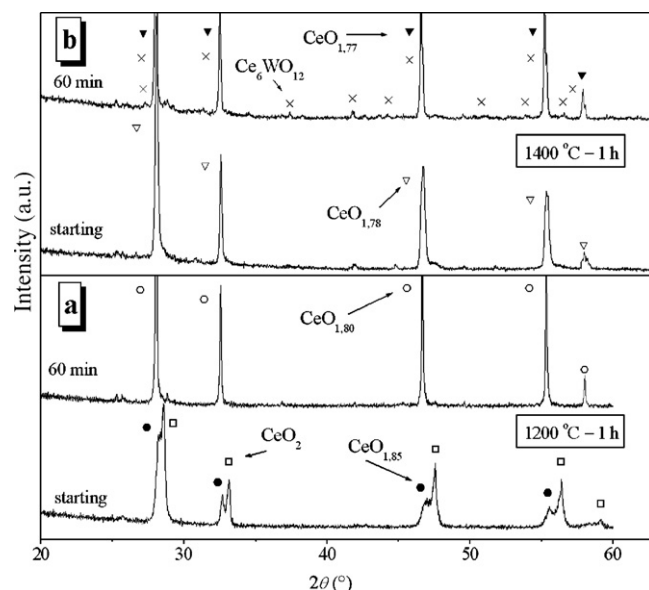 b
60 min
CeO1,77
Ce6WO12
1400 °C – 1 h
starting
CeO1,78
Intensity (a.u.)
a
60 min
CeO1,80
1200 °C – 1 h
CeO2
CeO1,85
starting
20 30 40 50 60
2θ (°)